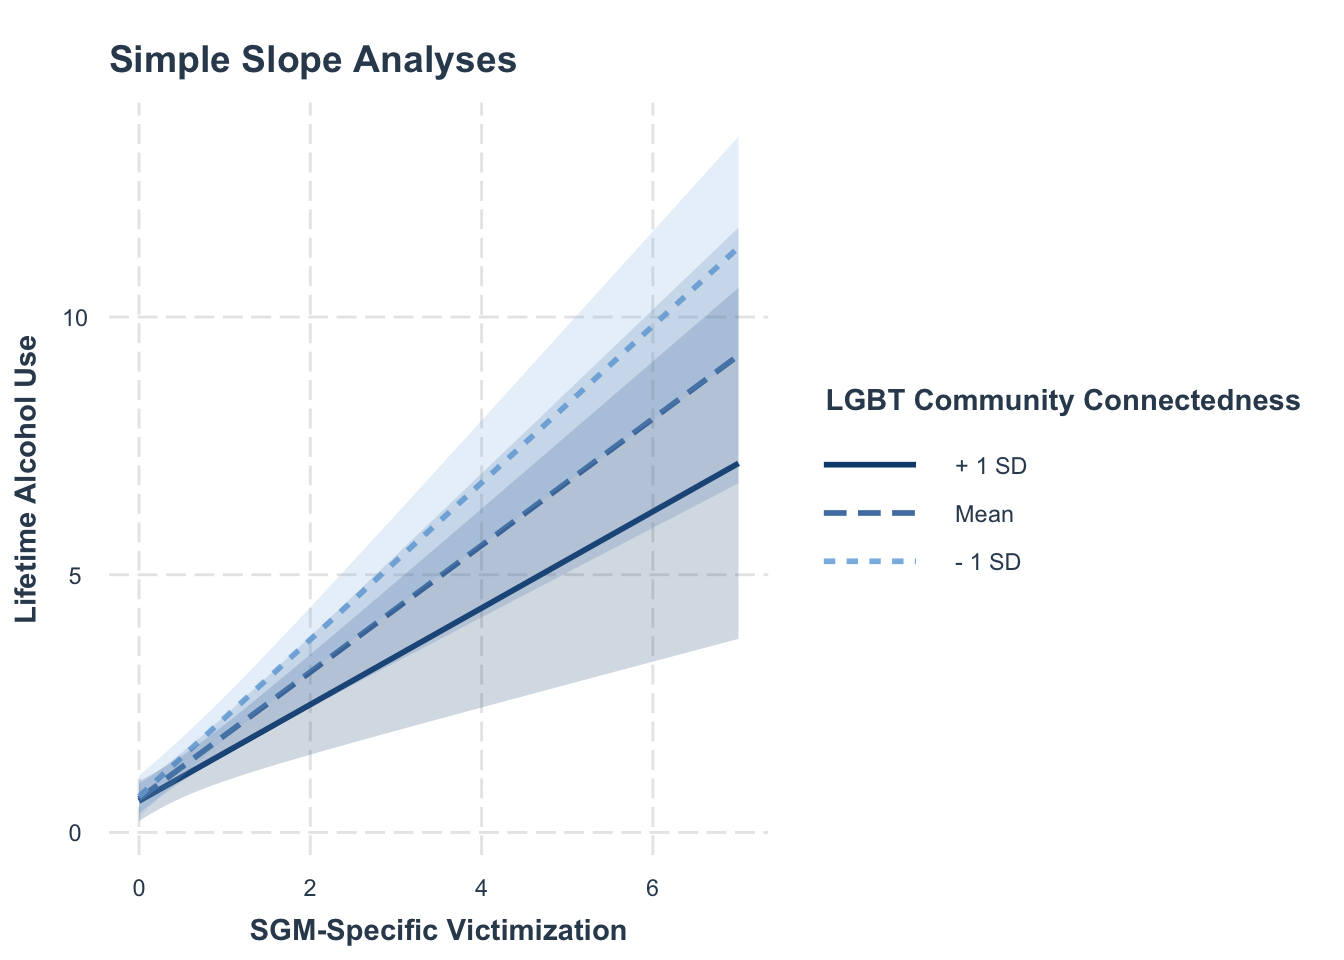 Simple Slope Analyses
Lifetime Alcohol Use
10
5
0
0 2 4 6
SGM-Specific Victimization
LGBT Community Connectedness
+ 1 SD
Mean
- 1 SD